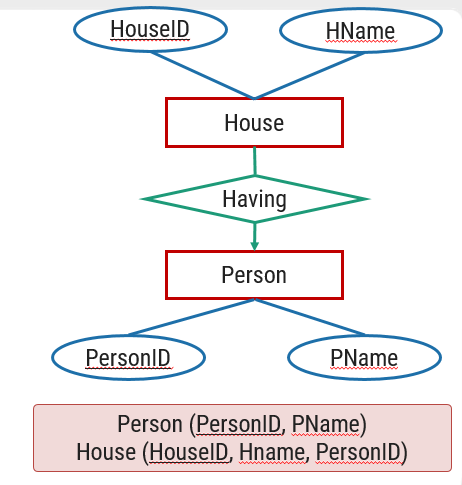 HouseID
HName
House
Having
Person
PersonID
PName
Person (PersonID, PName)
House (HouseID, Hname, PersonID)